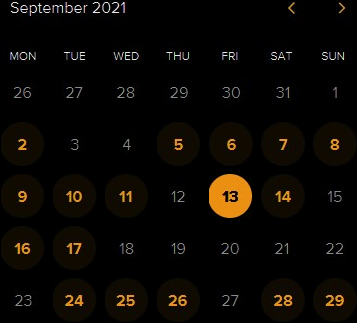 September 2021
MON TUE WED THU FRI SAT SUN
26 27 28 29 30 31 1
2 3 4 5 6 7 8
9 10 11 12 13 14 15
16 17 18 19 20 21 22
23 24 25 26 27 28 29